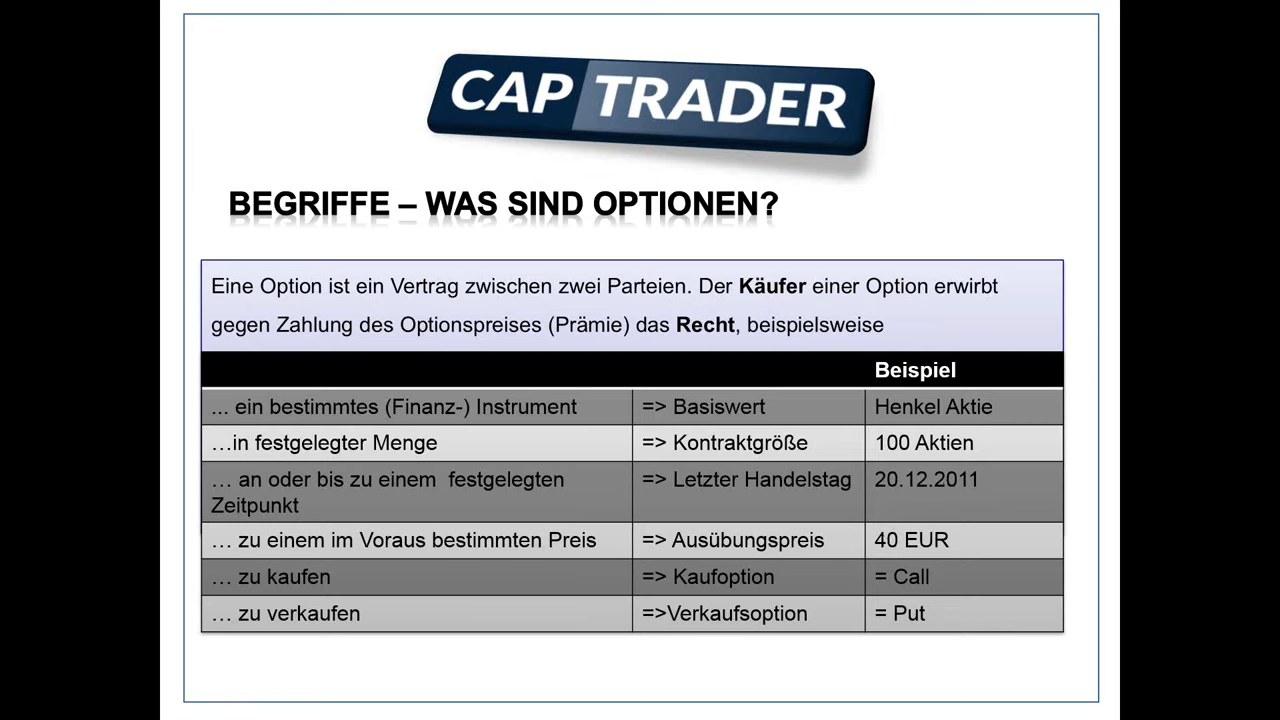 CAP TRADER
BEGRIFFE – WAS SIND OPTIONEN?
Eine Option ist ein Vertrag zwischen zwei Parteien. Der Käufer einer Option erwirbt
gegen Zahlung des Optionspreises (Prämie) das Recht, beispielsweise
Beispiel
... ein bestimmtes (Finanz-) Instrument => Basiswert Henkel Aktie
…in festgelegter Menge => Kontraktgröße 100 Aktien
… an oder bis zu einem festgelegten => Letzter Handelstag 20.12.2011
Zeitpunkt
… zu einem im Voraus bestimmten Preis => Ausübungspreis 40 EUR
… zu kaufen => Kaufoption = Call
… zu verkaufen =>Verkaufsoption = Put